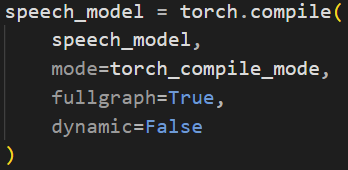 speech_model = torch.compile(
    speech_model,
    mode=torch_compile_mode,
    fullgraph=True,
    dynamic=False
)